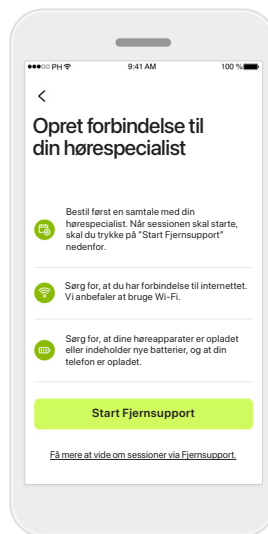 PH 9:41 AM 100 %
Opret forbindelse til
din hørespecialist
Bestil først en samtale med din
hørespecialist. Når sessionen skal starte,
skal du trykke på "Start Fjernsupport"
nedenfor.
Sørg for, at du har forbindelse til internettet.
Vi anbefaler at bruge Wi-Fi.
Sørg for, at dine høreapparater er opladet
eller indeholder nye batterier, og at din
telefon er opladet.
Start Fjernsupport
Få mere at vide om sessioner via Fjernsupport.